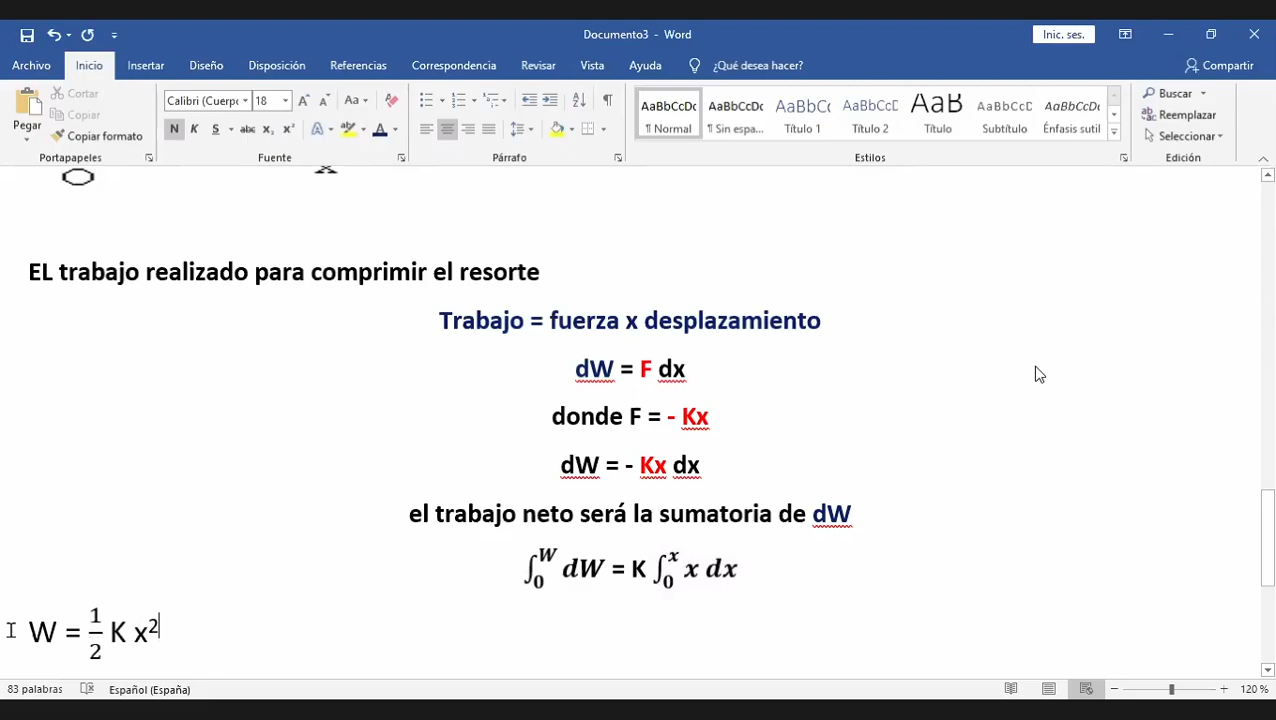 Documento3 - Word
Inic. ses.
Archivo Inicio Insertar Diseño Disposición Referencias Correspondencia Revisar Vista Ayuda ¿Qué desea hacer? Compartir
Pegar
Cortar
Copiar
Copiar formato
Portapapeles
Calibri (Cuerpo 18
Aa
N K S abc x₂ x²
A A
Fuente
Párrafo
AaBbCcDc AaBbCcDc AaBbCc AaBbCcD AaB AaBbCcD AaBbCcDc
¶ Normal ¶ Sin espa... Título 1 Título 2 Título Subtítulo Énfasis sutil
Estilos
Buscar
Reemplazar
Seleccionar
Edición
EL trabajo realizado para comprimir el resorte
Trabajo = fuerza x desplazamiento
dW = F dx
donde F = - Kx
dW = - Kx dx
el trabajo neto será la sumatoria de dW
∫₀ᵂ dW = K ∫₀ˣ x dx
W = 1/2 K x²
83 palabras Español (España) 120 %